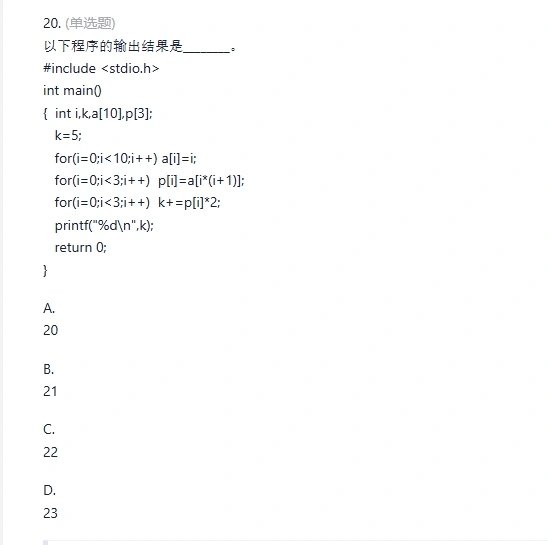 20. (单选题)
以下程序的输出结果是________。
#include <stdio.h>
int main()
{  int i,k,a[10],p[3];
k=5;
for(i=0;i<10;i++) a[i]=i;
for(i=0;i<3;i++)  p[i]=a[i*(i+1)];
for(i=0;i<3;i++)  k+=p[i]*2;
printf("%d\n",k);
return 0;
}
A.
20
B.
21
C.
22
D.
23